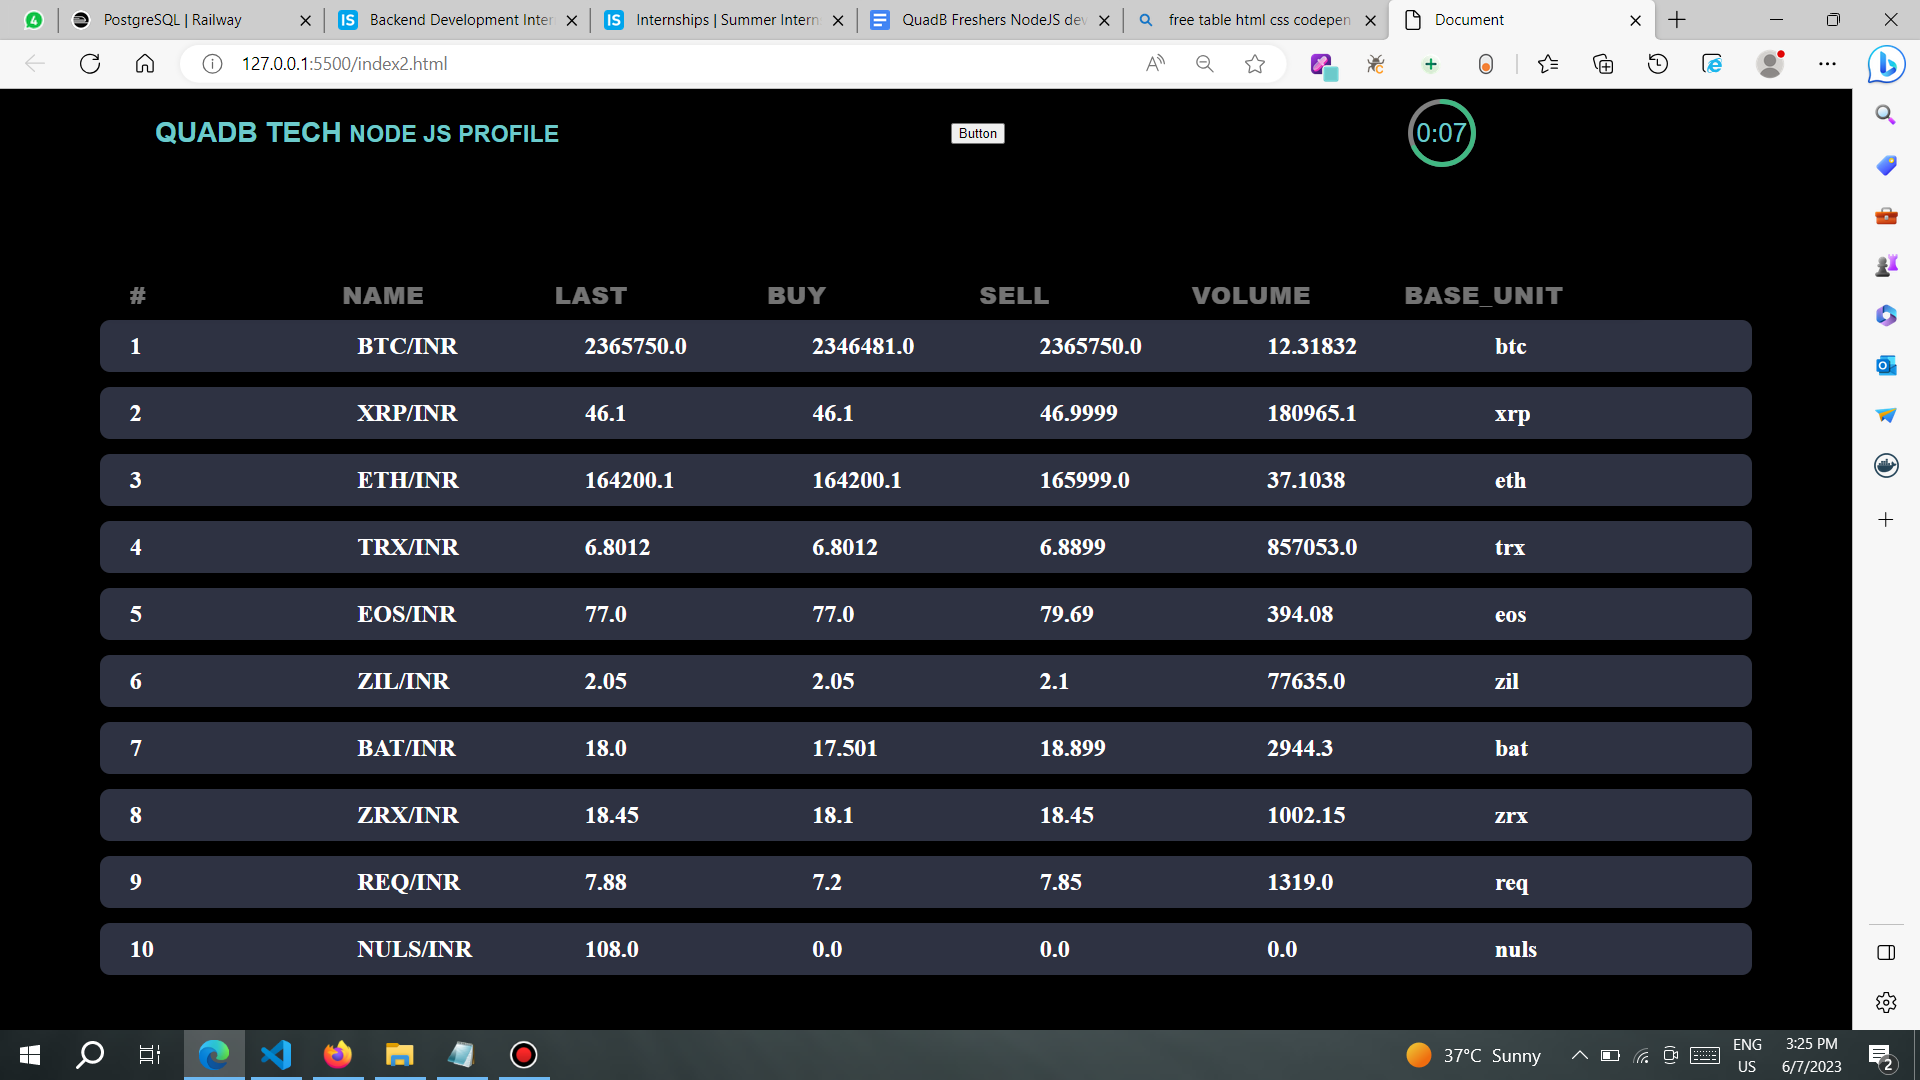 4
PostgreSQL | Railway
Backend Development Inter
Internships | Summer Intern
QuadB Freshers NodeJS dev
free table html css codepen
Document
127.0.0.1:5500/index2.html
QUADB TECH NODE JS PROFILE
Button
0:07
# NAME LAST BUY SELL VOLUME BASE_UNIT
1 BTC/INR 2365750.0 2346481.0 2365750.0 12.31832 btc
2 XRP/INR 46.1 46.1 46.9999 180965.1 xrp
3 ETH/INR 164200.1 164200.1 165999.0 37.1038 eth
4 TRX/INR 6.8012 6.8012 6.8899 857053.0 trx
5 EOS/INR 77.0 77.0 79.69 394.08 eos
6 ZIL/INR 2.05 2.05 2.1 77635.0 zil
7 BAT/INR 18.0 17.501 18.899 2944.3 bat
8 ZRX/INR 18.45 18.1 18.45 1002.15 zrx
9 REQ/INR 7.88 7.2 7.85 1319.0 req
10 NULS/INR 108.0 0.0 0.0 0.0 nuls
37°C Sunny
ENG
US
3:25 PM
6/7/2023
2